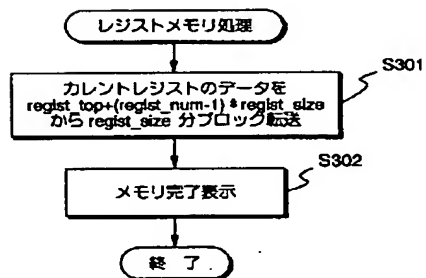 レジストメモリ処理
カレントレジストのデータを
regist_top+(regist_num-1) * regist_size
から regist_size 分ブロック転送
S301
メモリ完了表示
S302
終 了